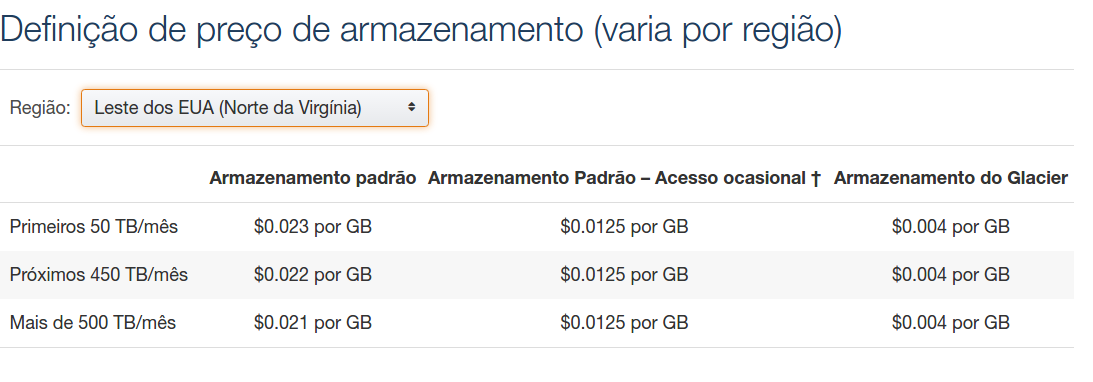 Definição de preço de armazenamento (varia por região)
Região: Leste dos EUA (Norte da Virgínia)
Armazenamento padrão Armazenamento Padrão – Acesso ocasional † Armazenamento do Glacier
Primeiros 50 TB/mês $0.023 por GB $0.0125 por GB $0.004 por GB
Próximos 450 TB/mês $0.022 por GB $0.0125 por GB $0.004 por GB
Mais de 500 TB/mês $0.021 por GB $0.0125 por GB $0.004 por GB